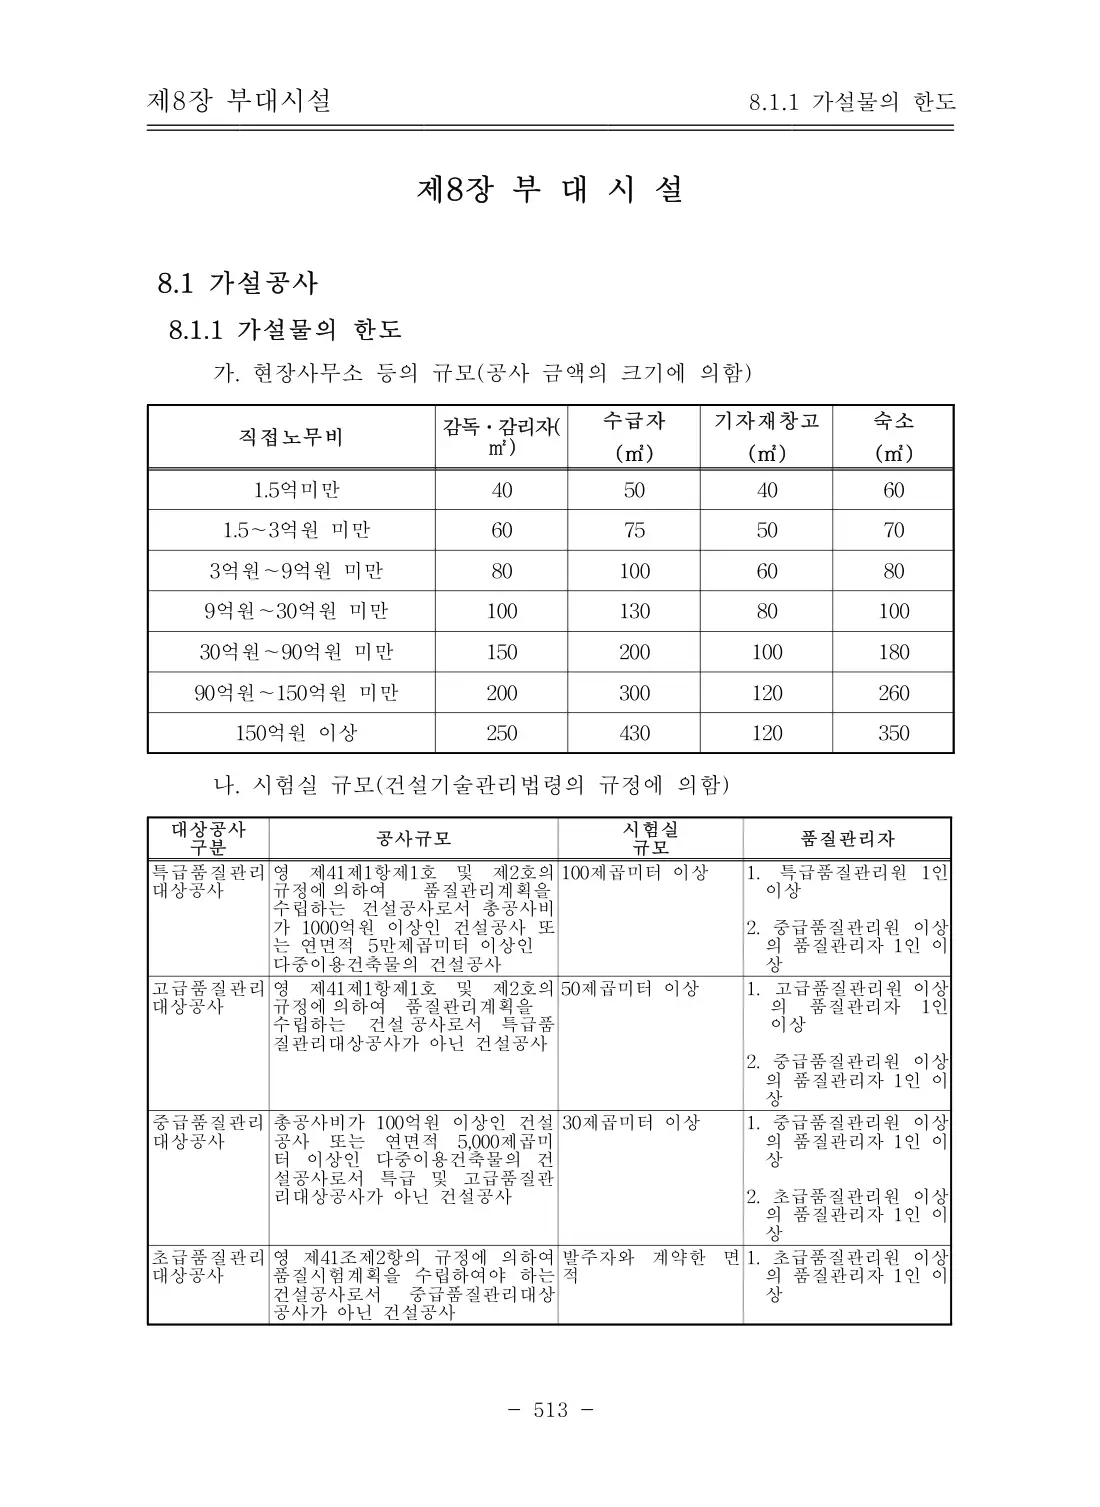 제8장 부대시설 8.1.1 가설물의 한도
제8장 부 대 시 설
8.1 가설공사
8.1.1 가설물의 한도
가. 현장사무소 등의 규모(공사 금액의 크기에 의함)
직접노무비 감독·감리자(㎡) 수급자(㎡) 기자재창고(㎡) 숙소(㎡)
1.5억미만 40 50 40 60
1.5~3억원 미만 60 75 50 70
3억원~9억원 미만 80 100 60 80
9억원~30억원 미만 100 130 80 100
30억원~90억원 미만 150 200 100 180
90억원~150억원 미만 200 300 120 260
150억원 이상 250 430 120 350
나. 시험실 규모(건설기술관리법령의 규정에 의함)
대상공사
구분
공사규모
시험실
규모
품질관리자
특급품질관리
대상공사
영 제41제1항제1호 및 제2호의
규정에 의하여 품질관리계획을
수립하는 건설공사로서 총공사비
가 1000억원 이상인 건설공사 또
는 연면적 5만제곱미터 이상인
다중이용건축물의 건설공사
100제곱미터 이상
1. 특급품질관리원 1인
이상
2. 중급품질관리원 이상
의 품질관리자 1인 이
상
고급품질관리
대상공사
영 제41제1항제1호 및 제2호의
규정에 의하여 품질관리계획을
수립하는 건설 공사로서 특급품
질관리대상공사가 아닌 건설공사
50제곱미터 이상
1. 고급품질관리원 이상
의 품질관리자 1인
이상
2. 중급품질관리원 이상
의 품질관리자 1인 이
상
중급품질관리
대상공사
총공사비가 100억원 이상인 건설
공사 또는 연면적 5,000제곱미
터 이상인 다중이용건축물의 건
설공사로서 특급 및 고급품질관
리대상공사가 아닌 건설공사
30제곱미터 이상
1. 중급품질관리원 이상
의 품질관리자 1인 이
상
2. 초급품질관리원 이상
의 품질관리자 1인 이
상
초급품질관리
대상공사
영 제41조제2항의 규정에 의하여
품질시험계획을 수립하여야 하는
건설공사로서 중급품질관리대상
공사가 아닌 건설공사
발주자와 계약한 면
적
1. 초급품질관리원 이상
의 품질관리자 1인 이
상
- 513 -